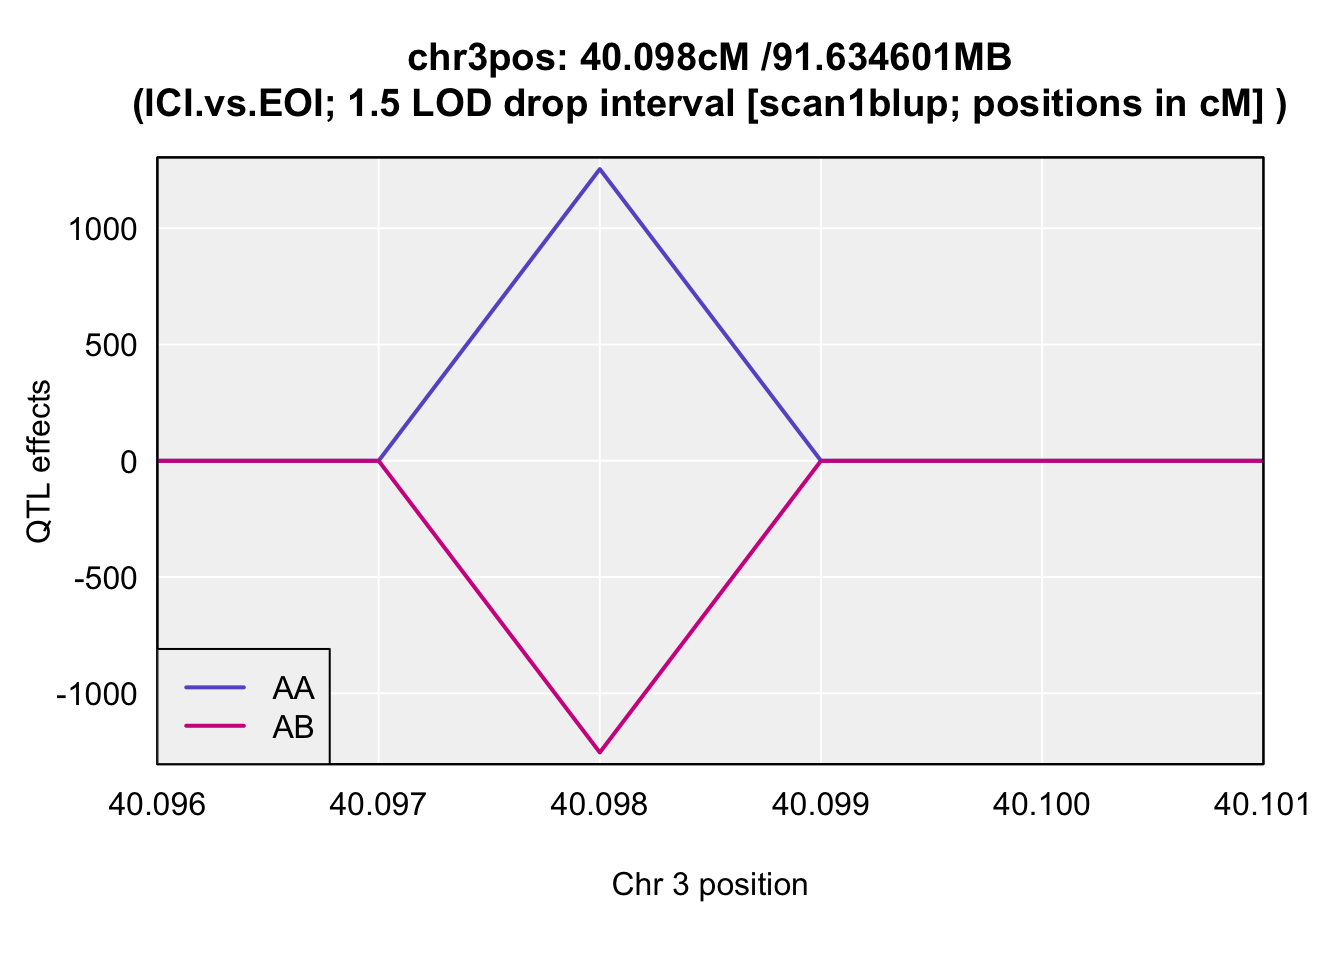 chr3pos: 40.098cM /91.634601MB
(ICI.vs.EOI; 1.5 LOD drop interval [scan1blup; positions in cM] )
1000
500
0
-500
-1000
QTL effects
AA
AB
40.096 40.097 40.098 40.099 40.100 40.101
Chr 3 position